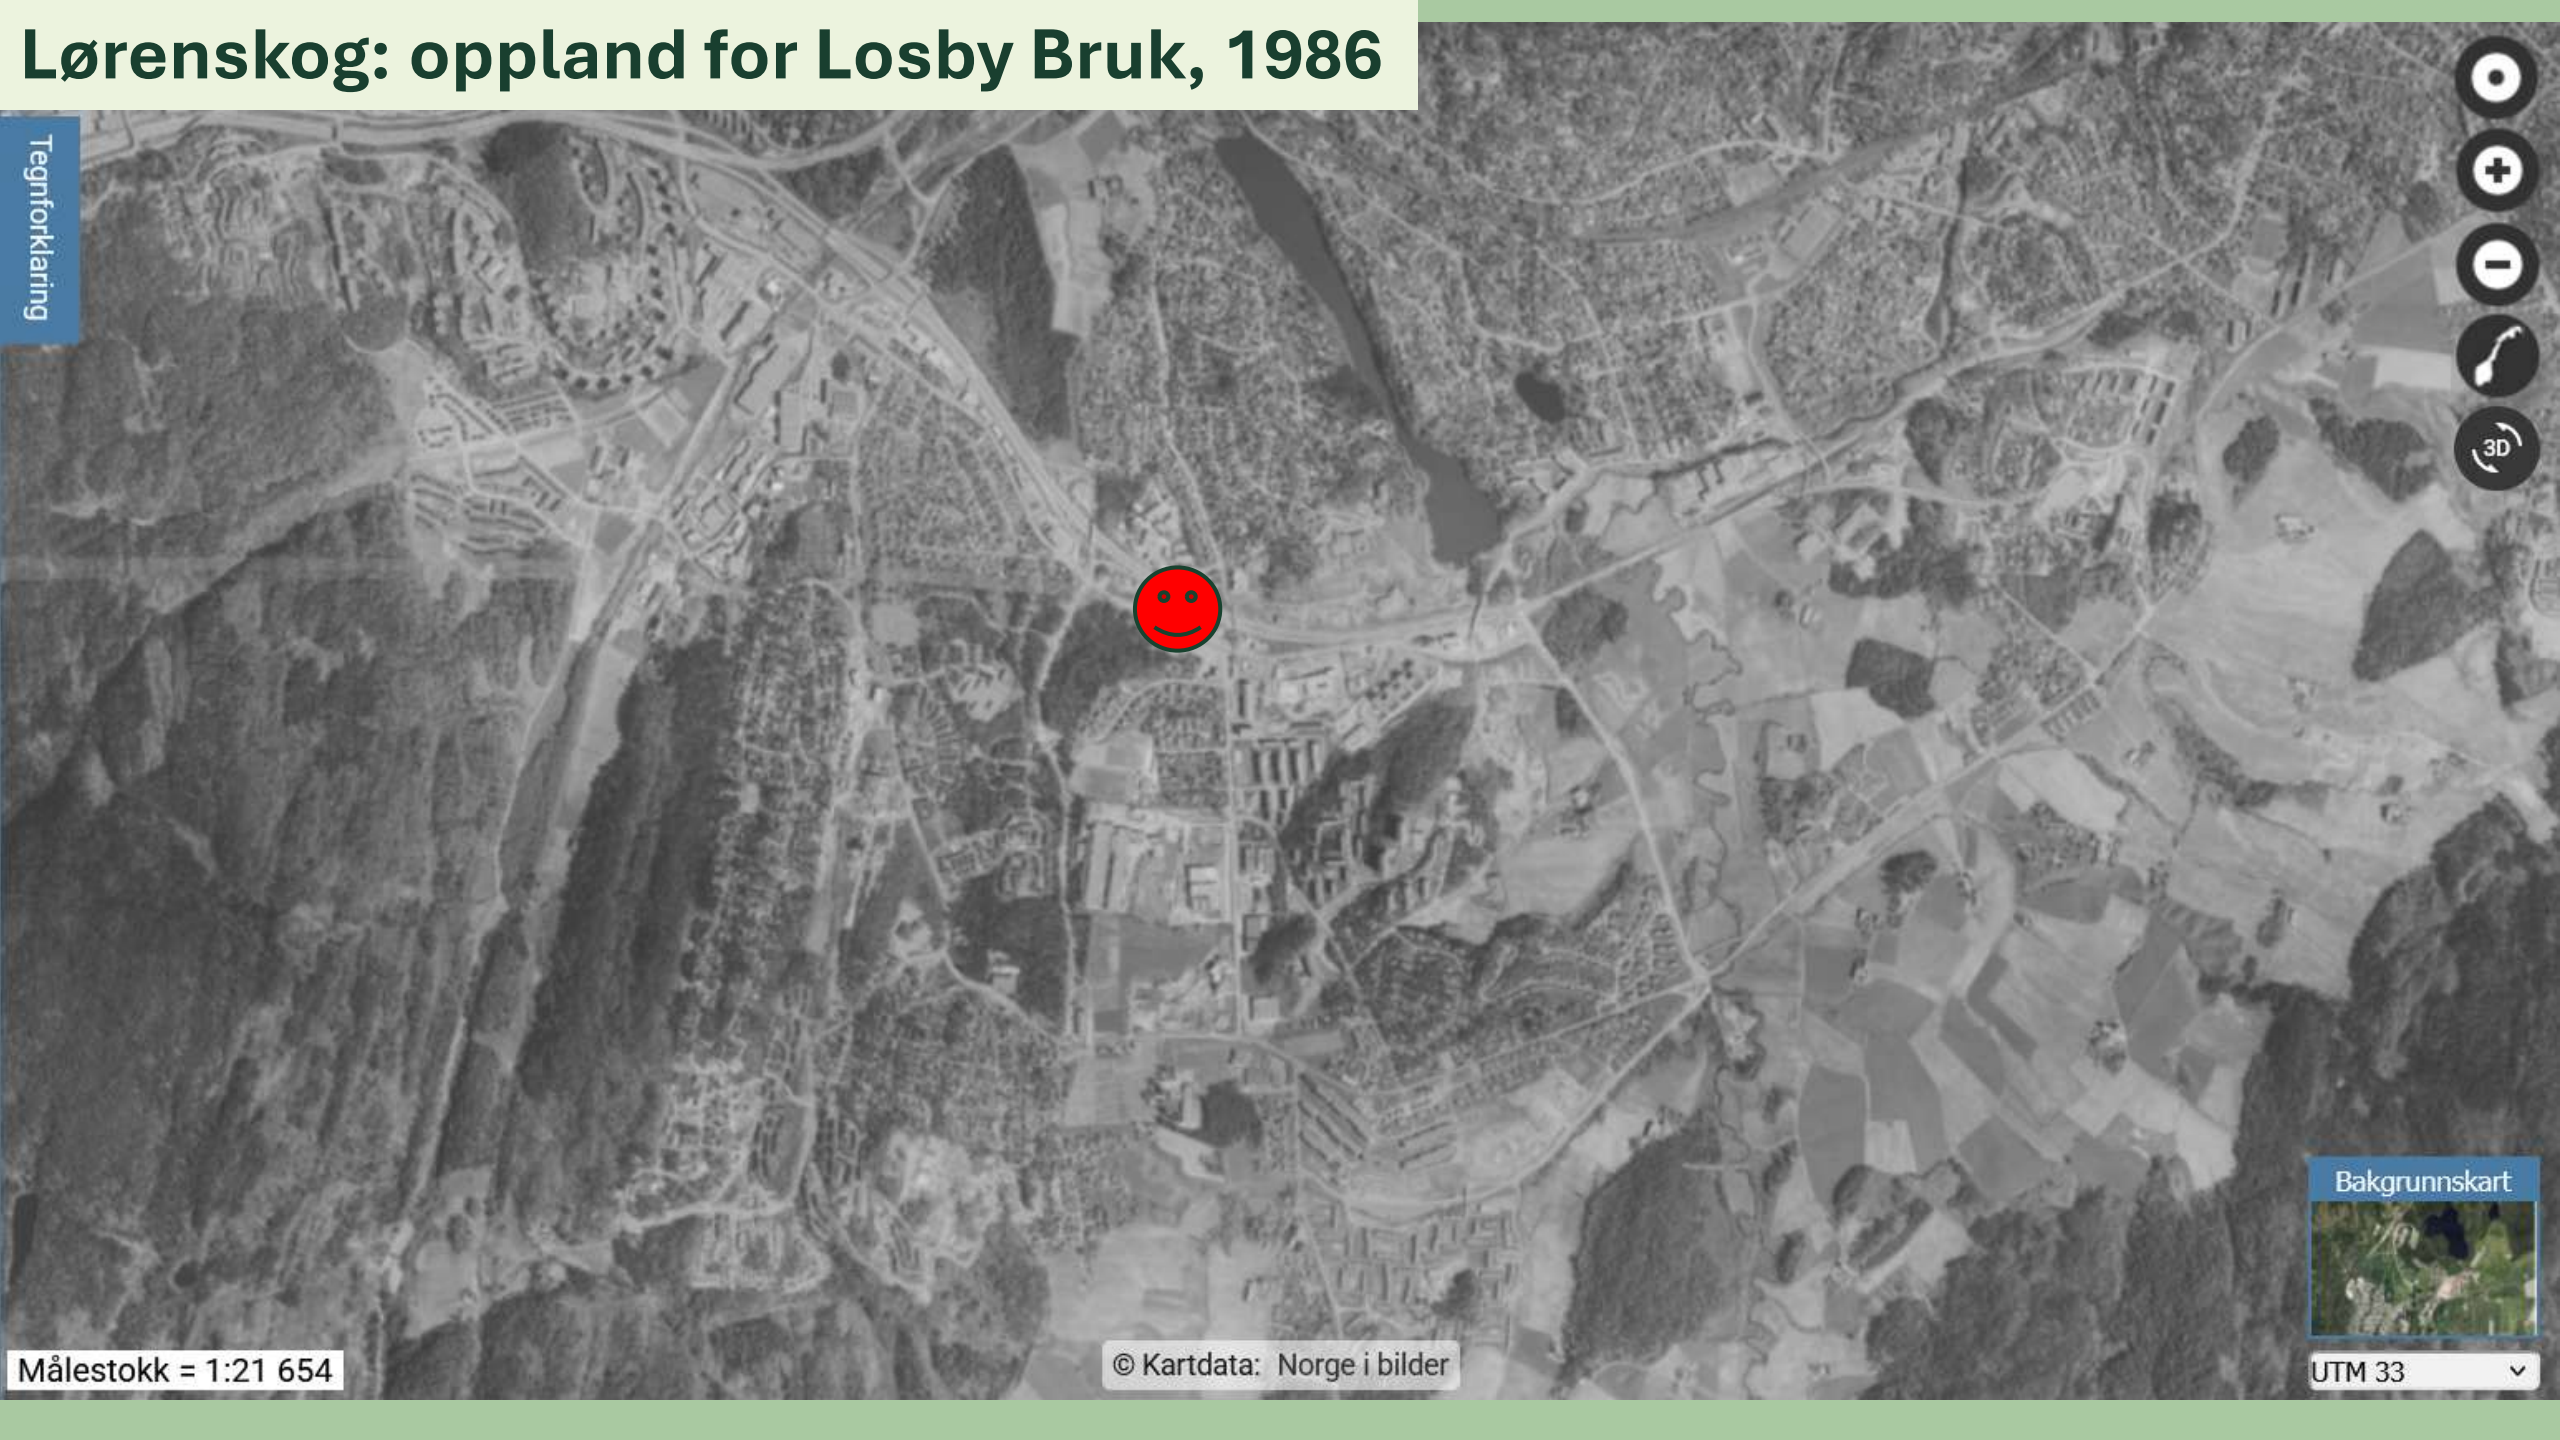 Lørenskog: oppland for Losby Bruk, 1986
Tegnforklaring
3D
Bakgrunnskart
Målestokk = 1:21 654
© Kartdata: Norge i bilder
UTM 33